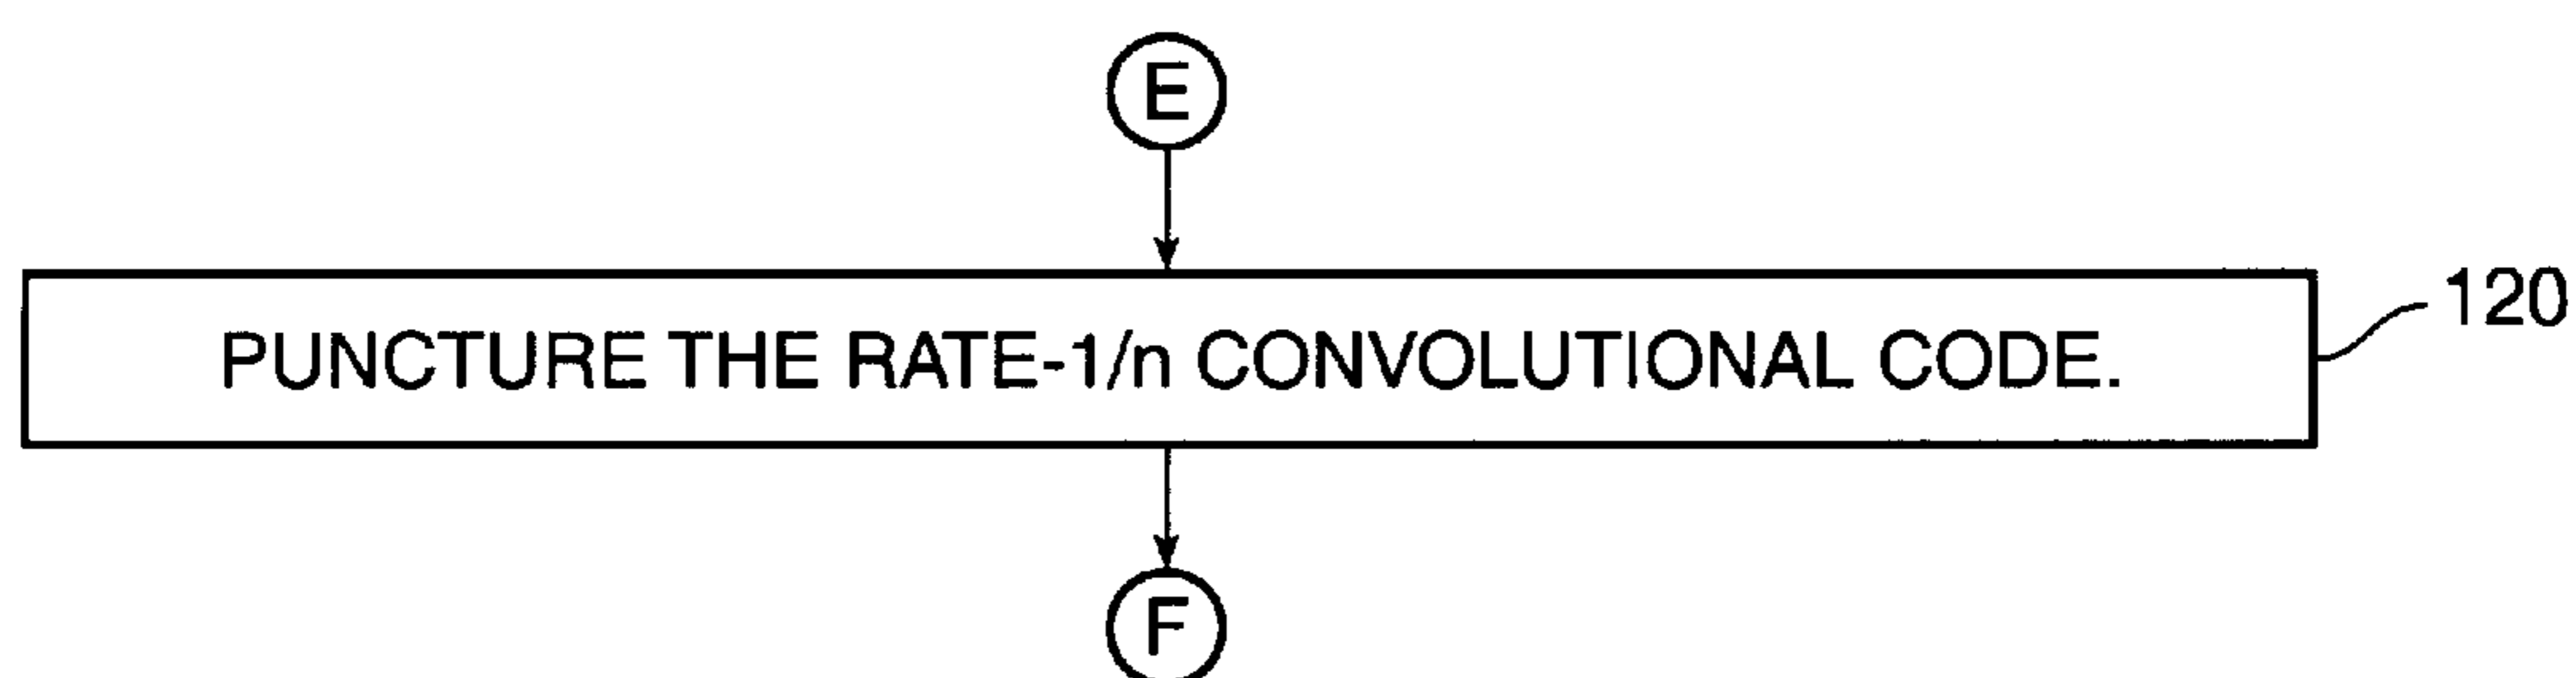 E
PUNCTURE THE RATE-1/n CONVOLUTIONAL CODE.
120
F